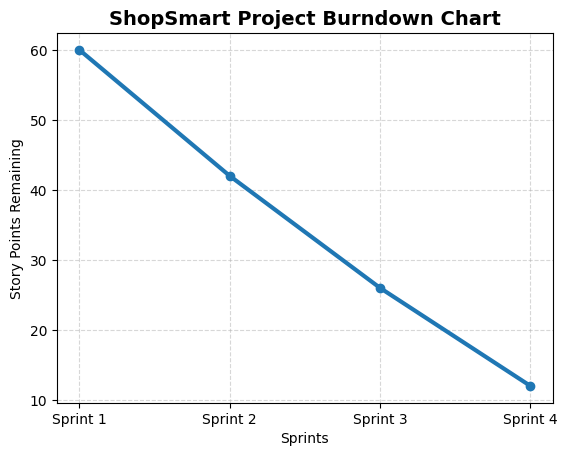 ShopSmart Project Burndown Chart
Story Points Remaining
60
50
40
30
20
10
Sprint 1 Sprint 2 Sprint 3 Sprint 4
Sprints